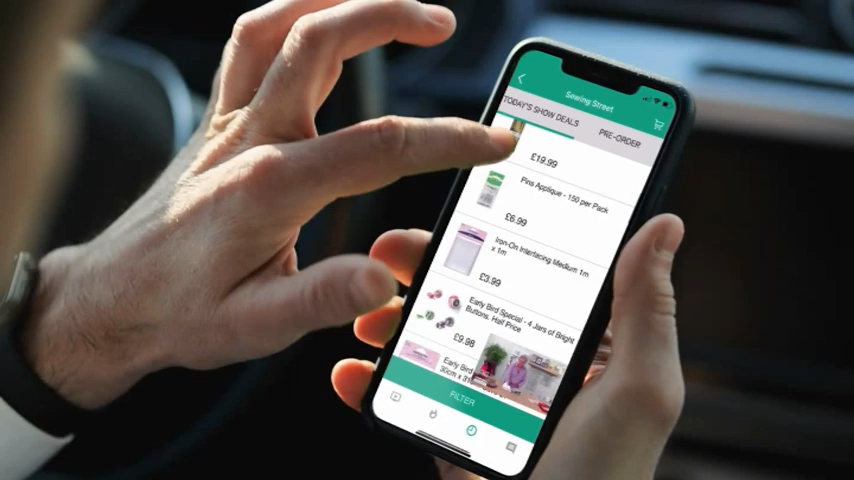 Sewing Street
TODAY'S SHOW DEALS
PRE-ORDER
£19.99
Pins Applique - 150 per Pack
£6.99
Iron-On Interfacing Medium 1m
x 1m
£3.99
Early Bird Special - 4 Jars of Bright
Buttons. Half Price
£9.98
Early Bird
30cm x
FILTER